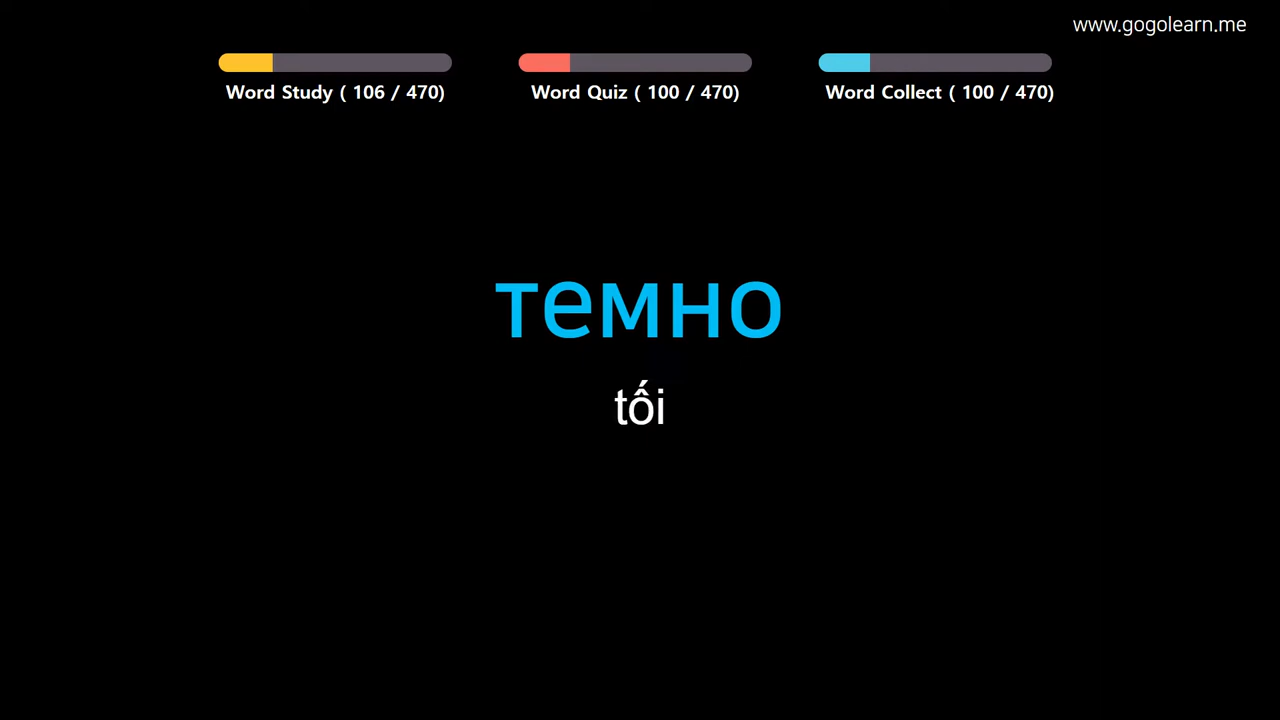 www.gogolearn.me
Word Study ( 106 / 470)
Word Quiz ( 100 / 470)
Word Collect ( 100 / 470)
темно
tối